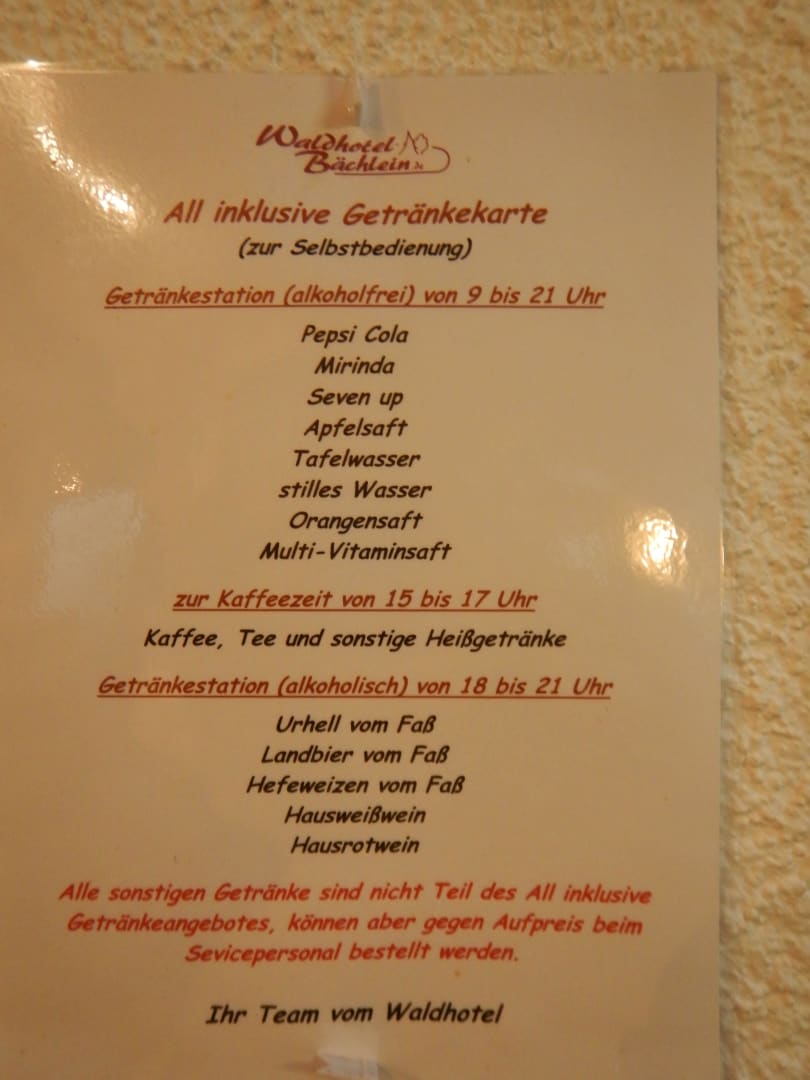 Waldhotel
Bächlein.de
All inklusive Getränkekarte
(zur Selbstbedienung)
Getränkestation (alkoholfrei) von 9 bis 21 Uhr
Pepsi Cola
Mirinda
Seven up
Apfelsaft
Tafelwasser
stilles Wasser
Orangensaft
Multi-Vitaminsaft
zur Kaffeezeit von 15 bis 17 Uhr
Kaffee, Tee und sonstige Heißgetränke
Getränkestation (alkoholisch) von 18 bis 21 Uhr
Urhell vom Faß
Landbier vom Faß
Hefeweizen vom Faß
Hausweißwein
Hausrotwein
Alle sonstigen Getränke sind nicht Teil des All inklusive
Getränkeangebotes, können aber gegen Aufpreis beim
Sevicepersonal bestellt werden.
Ihr Team vom Waldhotel